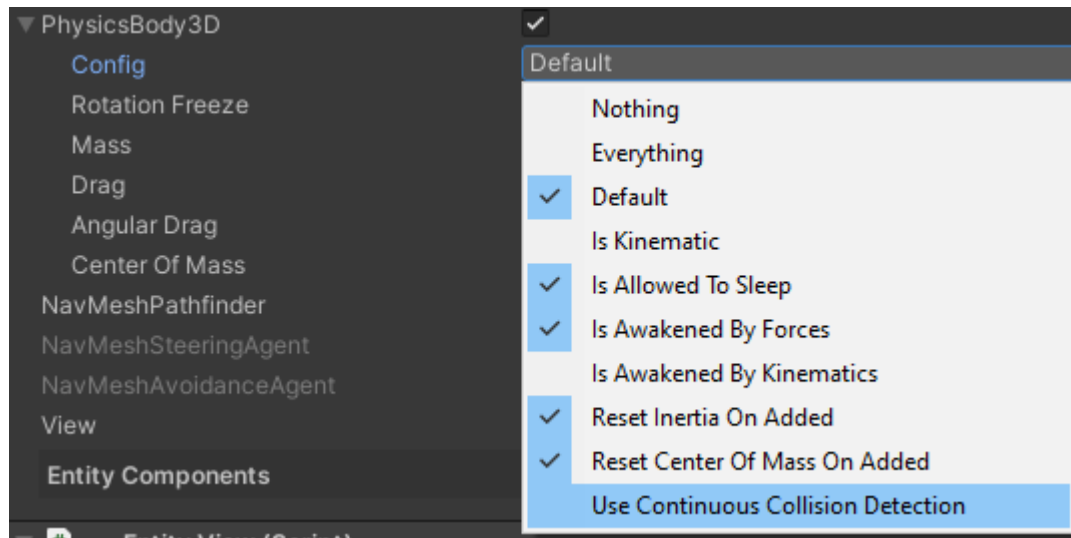 PhysicsBody3D
Config
Default
Rotation Freeze
Mass
Drag
Angular Drag
Center Of Mass
NavMeshPathfinder
NavMeshSteeringAgent
NavMeshAvoidanceAgent
View
Entity Components
Nothing
Everything
Default
Is Kinematic
Is Allowed To Sleep
Is Awakened By Forces
Is Awakened By Kinematics
Reset Inertia On Added
Reset Center Of Mass On Added
Use Continuous Collision Detection